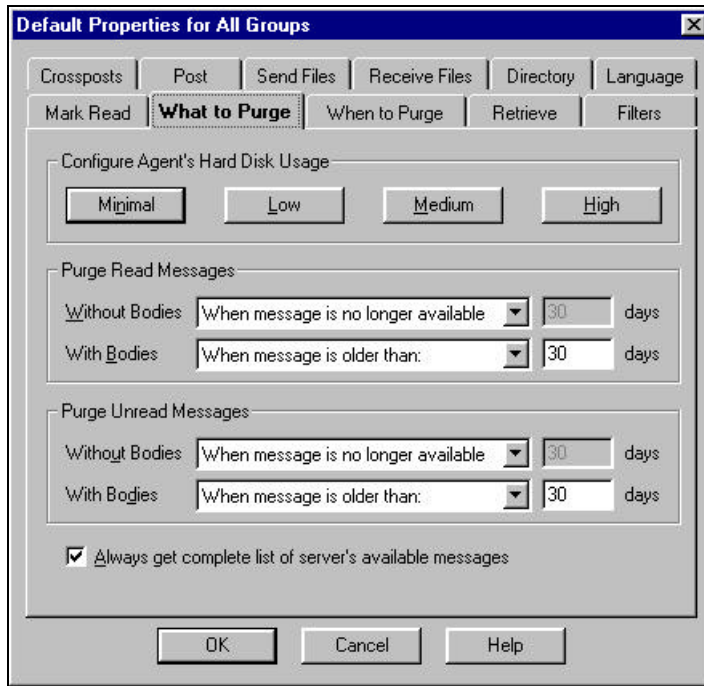 Default Properties for All Groups
Crossposts Post Send Files Receive Files Directory Language
Mark Read What to Purge When to Purge Retrieve Filters
Configure Agent's Hard Disk Usage
Minimal Low Medium High
Purge Read Messages
Without Bodies When message is no longer available 30 days
With Bodies When message is older than: 30 days
Purge Unread Messages
Without Bodies When message is no longer available 30 days
With Bodies When message is older than: 30 days
Always get complete list of server's available messages
OK Cancel Help